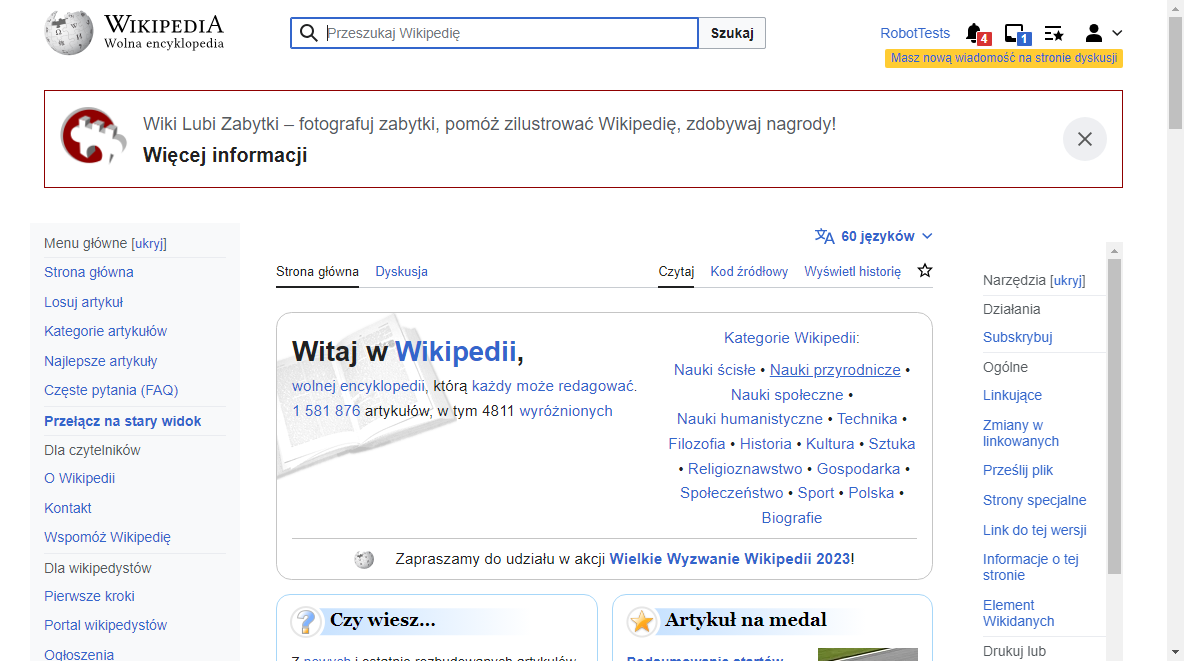 WIKIPEDIA
Wolna encyklopedia
Przeszukaj Wikipedię
Szukaj
RobotTests
4
1
Masz nową wiadomość na stronie dyskusji
Wiki Lubi Zabytki – fotografuj zabytki, pomóż zilustrować Wikipedię, zdobywaj nagrody!
Więcej informacji
Menu główne [ukryj]
Strona główna
Losuj artykuł
Kategorie artykułów
Najlepsze artykuły
Częste pytania (FAQ)
Przełącz na stary widok
Dla czytelników
O Wikipedii
Kontakt
Wspomóż Wikipedię
Dla wikipedystów
Pierwsze kroki
Portal wikipedystów
Ogłoszenia
60 języków
Strona główna Dyskusja
Czytaj Kod źródłowy Wyświetl historię
Witaj w Wikipedii,
wolnej encyklopedii, którą każdy może redagować.
1 581 876 artykułów, w tym 4811 wyróżnionych
Kategorie Wikipedii:
Nauki ścisłe • Nauki przyrodnicze •
Nauki społeczne •
Nauki humanistyczne • Technika •
Filozofia • Historia • Kultura • Sztuka
• Religioznawstwo • Gospodarka •
Społeczeństwo • Sport • Polska •
Biografie
Zapraszamy do udziału w akcji Wielkie Wyzwanie Wikipedii 2023!
Czy wiesz...
Z nowych i ostatnio rozbudowanych artykułów
Artykuł na medal
Podsumowanie startów
Narzędzia [ukryj]
Działania
Subskrybuj
Ogólne
Linkujące
Zmiany w
linkowanych
Prześlij plik
Strony specjalne
Link do tej wersji
Informacje o tej
stronie
Element
Wikidanych
Drukuj lub